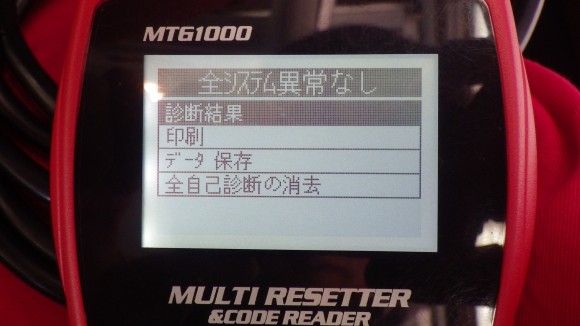 MTG1000
全ｼｽﾃﾑ異常なし
診断結果
印刷
ﾃﾞｰﾀ 保存
全自己診断の消去
MULTI RESETTER
&CODE READER